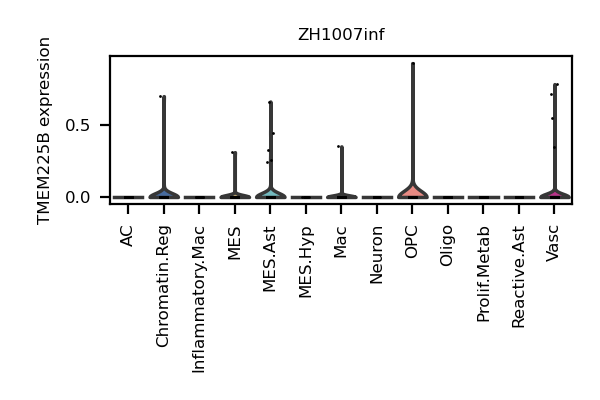 ZH1007inf
TMEM225B expression
0.5
0.0
AC
Chromatin.Reg
Inflammatory.Mac
MES
MES.Ast
MES.Hyp
Mac
Neuron
OPC
Oligo
Prolif.Metab
Reactive.Ast
Vasc